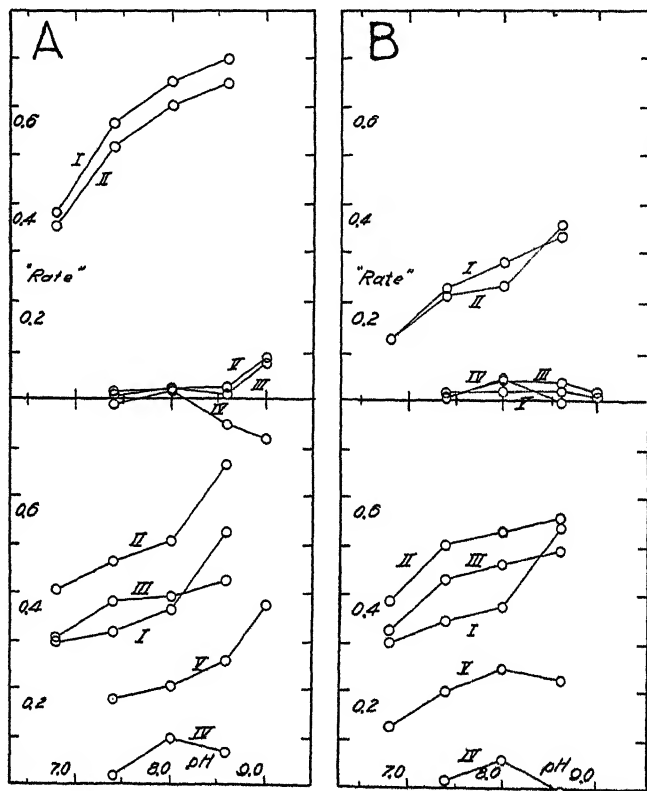 A
0.6
I
II
0.4
"Rate"
0.2
V
III
IV
0.6
II
III
0.4
I
V
0.2
IV
7.0 8.0 pH 9.0
B
0.6
0.4
"Rate"
I
II
0.2
IV III
V
0.6
II
III
0.4
I
V
0.2
IV
7.0 8.0 pH 9.0